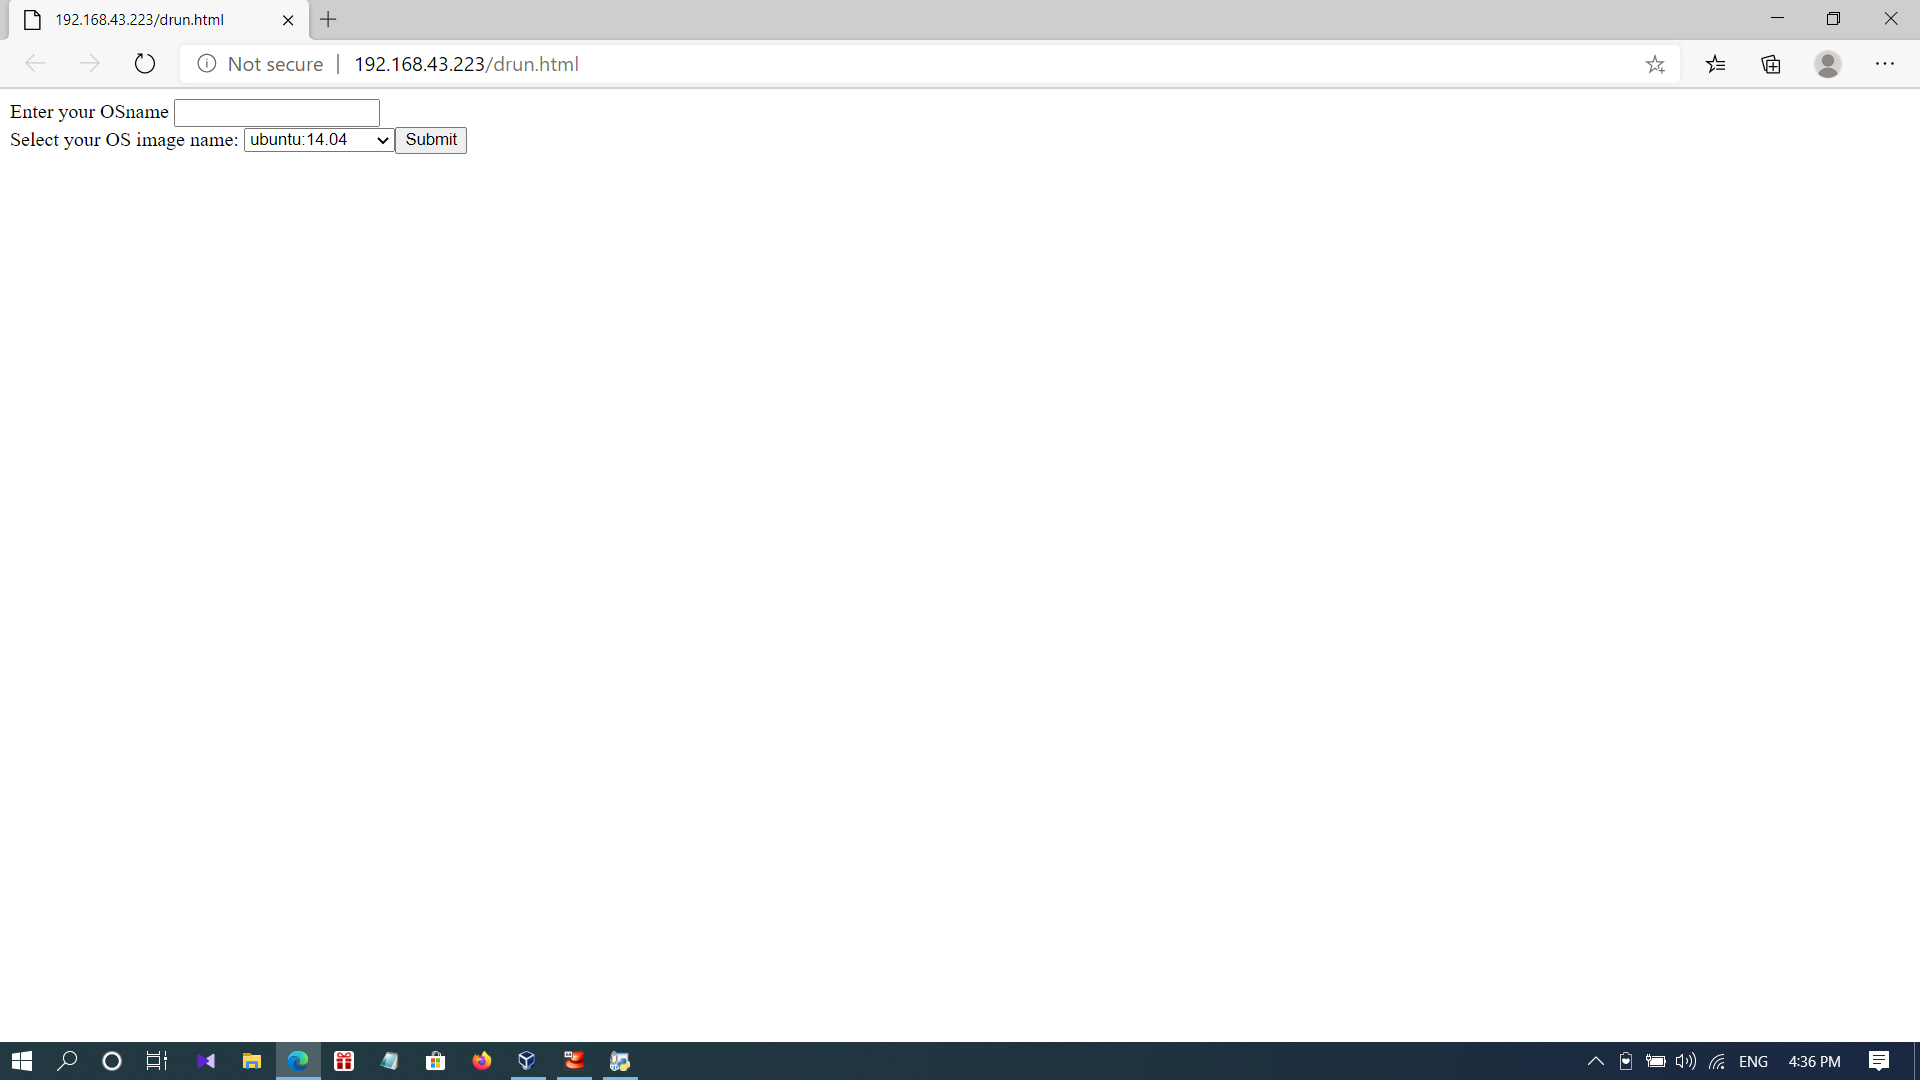 192.168.43.223/drun.html
Not secure | 192.168.43.223/drun.html
Enter your OSname
Select your OS image name: ubuntu:14.04 Submit
ENG 4:36 PM